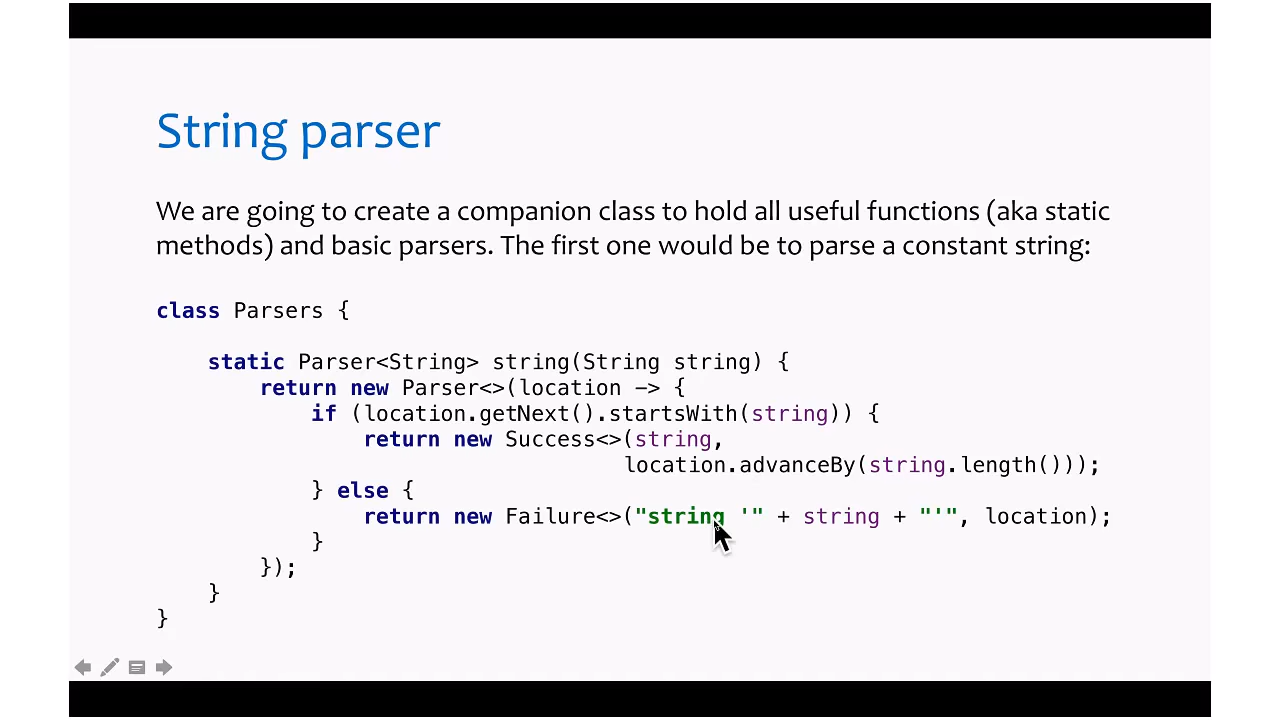 String parser
We are going to create a companion class to hold all useful functions (aka static
methods) and basic parsers. The first one would be to parse a constant string:
class Parsers {
static Parser<String> string(String string) {
return new Parser<>(location -> {
if (location.getNext().startsWith(string)) {
return new Success<>(string,
location.advanceBy(string.length()));
} else {
return new Failure<>("string '" + string + "'", location);
}
});
}
}